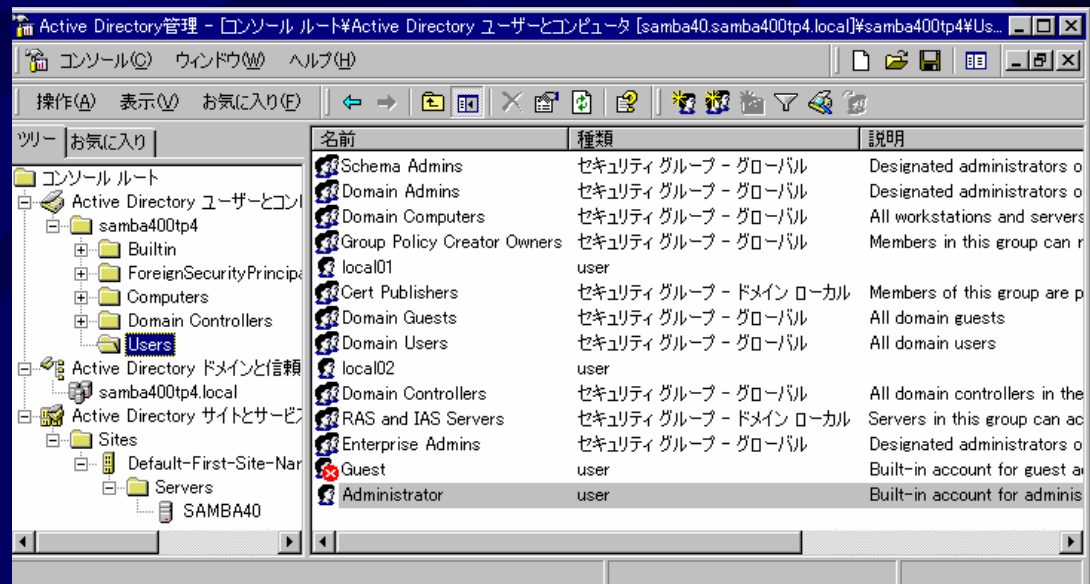 Active Directory管理 - [コンソール ルート¥Active Directory ユーザーとコンピュータ [samba40.samba400tp4.local]¥samba400tp4¥Us...
コンソール(C) ウィンドウ(W) ヘルプ(H)
操作(A) 表示(V) お気に入り(F)
ツリー お気に入り
コンソール ルート
Active Directory ユーザーとコンピ
samba400tp4
Builtin
ForeignSecurityPrincipa
Computers
Domain Controllers
Users
Active Directory ドメインと信頼
samba400tp4.local
Active Directory サイトとサービス
Sites
Default-First-Site-Nar
Servers
SAMBA40
名前 種類 説明
Schema Admins セキュリティ グループ - グローバル Designated administrators o
Domain Admins セキュリティ グループ - グローバル Designated administrators o
Domain Computers セキュリティ グループ - グローバル All workstations and servers
Group Policy Creator Owners セキュリティ グループ - グローバル Members in this group can r
local01 user
Cert Publishers セキュリティ グループ - ドメイン ローカル Members of this group are p
Domain Guests セキュリティ グループ - グローバル All domain guests
Domain Users セキュリティ グループ - グローバル All domain users
local02 user
Domain Controllers セキュリティ グループ - グローバル All domain controllers in the
RAS and IAS Servers セキュリティ グループ - ドメイン ローカル Servers in this group can ac
Enterprise Admins セキュリティ グループ - グローバル Designated administrators o
Guest user Built-in account for guest a
Administrator user Built-in account for adminis